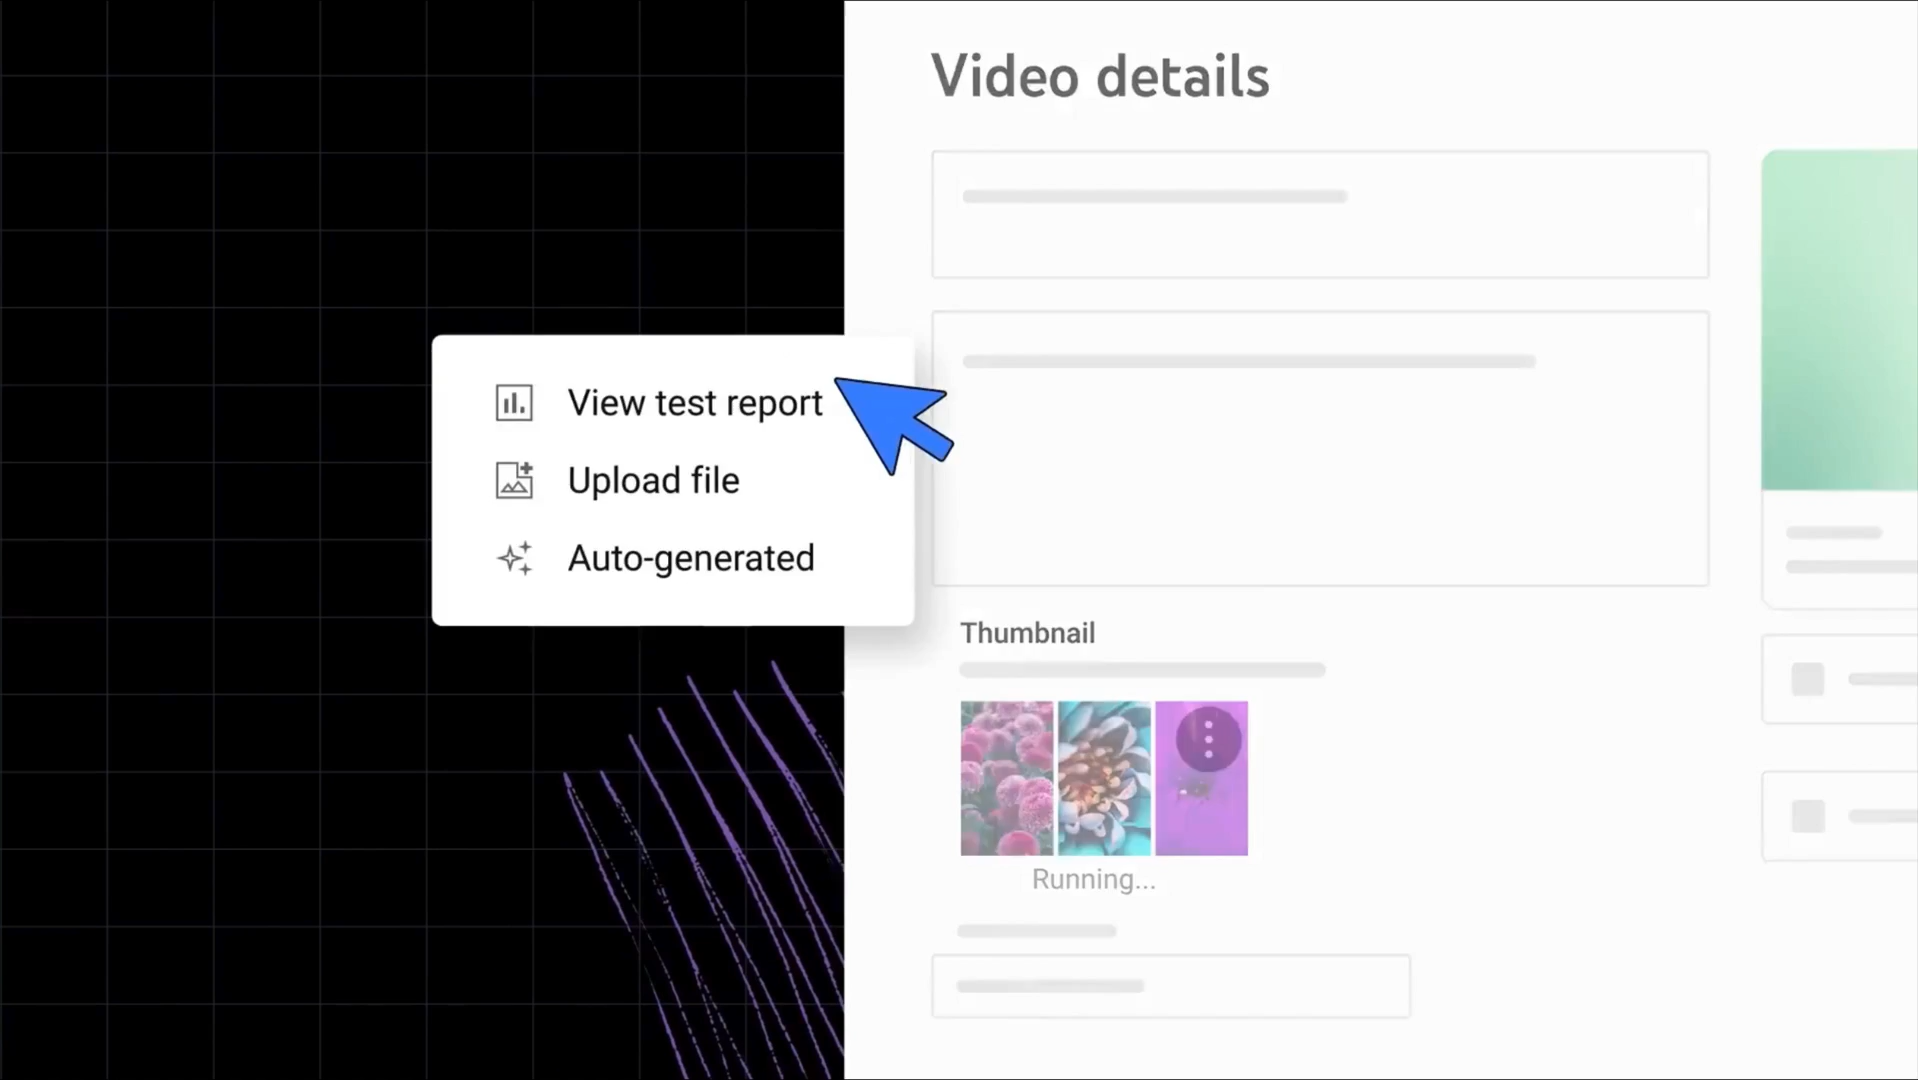 Video details
View test report
Upload file
Auto-generated
Thumbnail
Running...